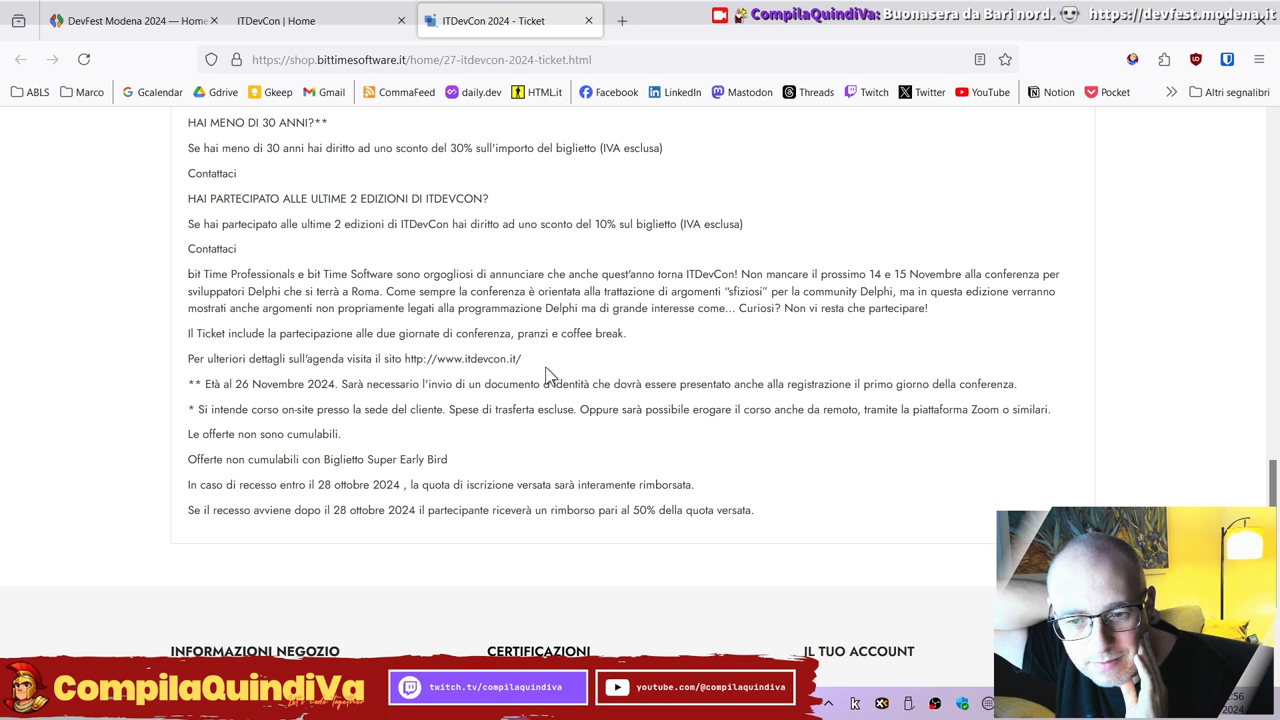 DevFest Modena 2024 — Home
ITDevCon | Home
ITDevCon 2024 - Ticket
CompilaQuindiVa: Buonasera da Bari nord. https://devfest.modena.it
https://shop.bittimesoftware.it/home/27-itdevcon-2024-ticket.html
ABLS
Marco
Gcalendar
Gdrive
Gkeep
Gmail
CommaFeed
daily.dev
HTML.it
Facebook
LinkedIn
Mastodon
Threads
Twitch
Twitter
YouTube
Notion
Pocket
Altri segnalibri
HAI MENO DI 30 ANNI?**
Se hai meno di 30 anni hai diritto ad uno sconto del 30% sull'importo del biglietto (IVA esclusa)
Contattaci
HAI PARTECIPATO ALLE ULTIME 2 EDIZIONI DI ITDEVCON?
Se hai partecipato alle ultime 2 edizioni di ITDevCon hai diritto ad uno sconto del 10% sul biglietto (IVA esclusa)
Contattaci
bit Time Professionals e bit Time Software sono orgogliosi di annunciare che anche quest'anno torna ITDevCon! Non mancare il prossimo 14 e 15 Novembre alla conferenza per
sviluppatori Delphi che si terrà a Roma. Come sempre la conferenza è orientata alla trattazione di argomenti “sfiziosi” per la community Delphi, ma in questa edizione verranno
mostrati anche argomenti non propriamente legati alla programmazione Delphi ma di grande interesse come... Curiosi? Non vi resta che partecipare!
Il Ticket include la partecipazione alle due giornate di conferenza, pranzi e coffee break.
Per ulteriori dettagli sull'agenda visita il sito http://www.itdevcon.it/
** Età al 26 Novembre 2024. Sarà necessario l'invio di un documento d'identità che dovrà essere presentato anche alla registrazione il primo giorno della conferenza.
* Si intende corso on-site presso la sede del cliente. Spese di trasferta escluse. Oppure sarà possibile erogare il corso anche da remoto, tramite la piattaforma Zoom o similari.
Le offerte non sono cumulabili.
Offerte non cumulabili con Biglietto Super Early Bird
In caso di recesso entro il 28 ottobre 2024 , la quota di iscrizione versata sarà interamente rimborsata.
Se il recesso avviene dopo il 28 ottobre 2024 il partecipante riceverà un rimborso pari al 50% della quota versata.
INFORMAZIONI NEGOZIO
CERTIFICAZIONI
IL TUO ACCOUNT
CompilaQuindiVa
Let's code together
twitch.tv/compilaquindiva
youtube.com/@compilaquindiva